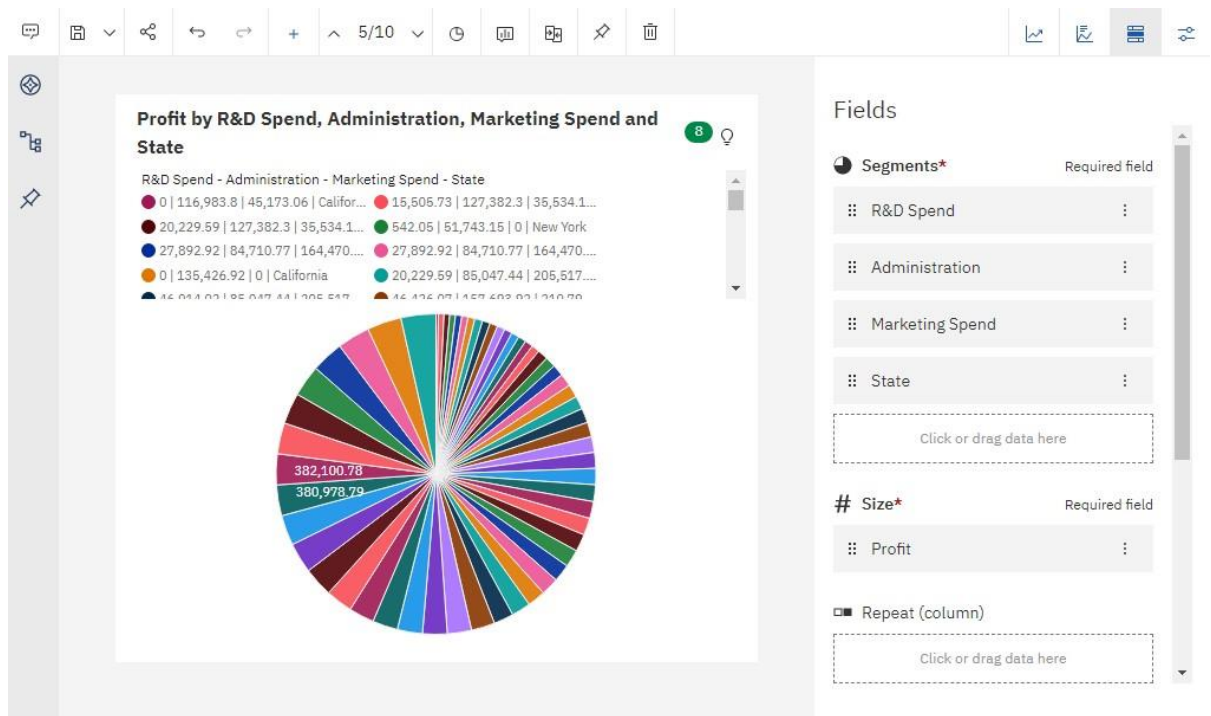 5/10
Profit by R&D Spend, Administration, Marketing Spend and
State
8
R&D Spend - Administration - Marketing Spend - State
0 | 116,983.8 | 45,173.06 | Califor... 15,505.73 | 127,382.3 | 35,534.1...
20,229.59 | 127,382.3 | 35,534.1... 542.05 | 51,743.15 | 0 | New York
27,892.92 | 84,710.77 | 164,470.... 27,892.92 | 84,710.77 | 164,470....
0 | 135,426.92 | 0 | California 20,229.59 | 85,047.44 | 205,517....
382,100.78
380,978.79
Fields
Segments* Required field
R&D Spend
Administration
Marketing Spend
State
Click or drag data here
# Size* Required field
Profit
Repeat (column)
Click or drag data here